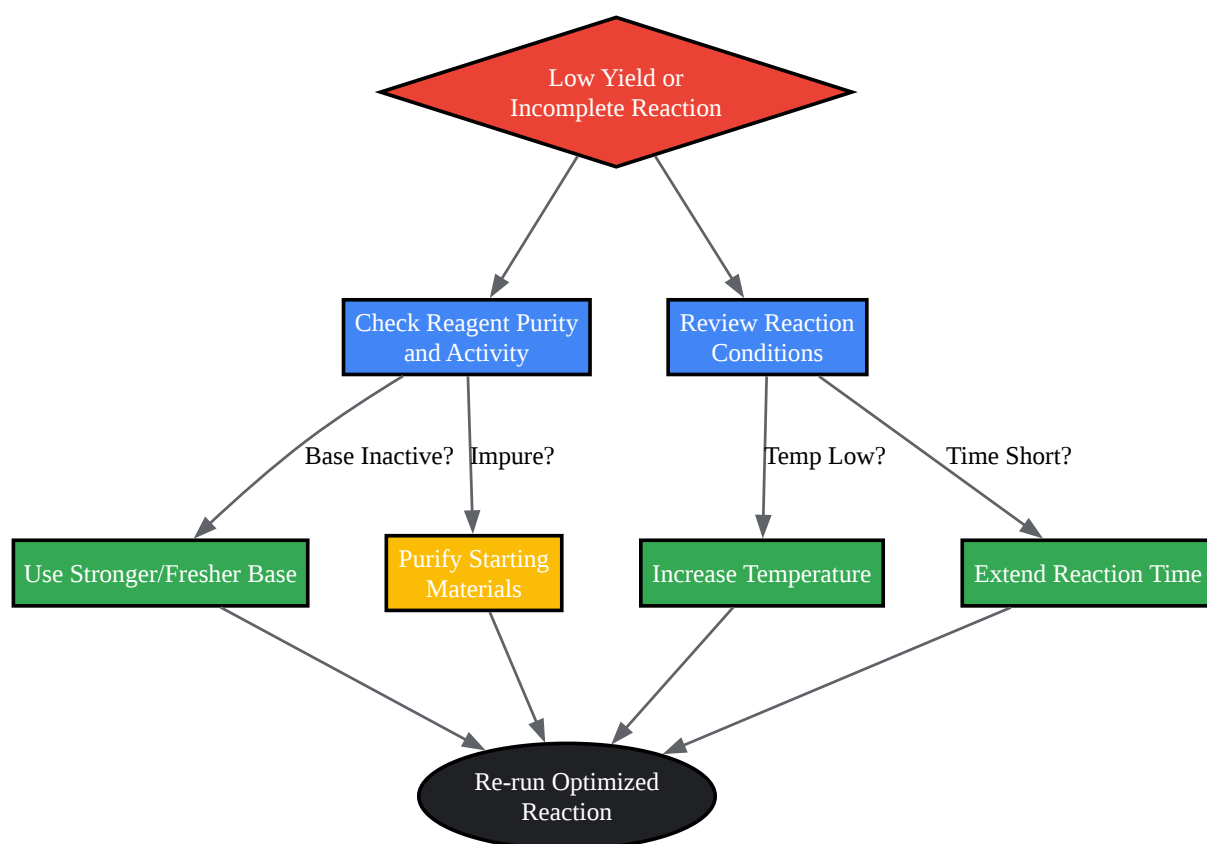 Low Yield or
Incomplete Reaction
Check Reagent Purity
and Activity
Review Reaction
Conditions
Base Inactive?
Impure?
Temp Low?
Time Short?
Use Stronger/Fresher Base
Purify Starting
Materials
Increase Temperature
Extend Reaction Time
Re-run Optimized
Reaction